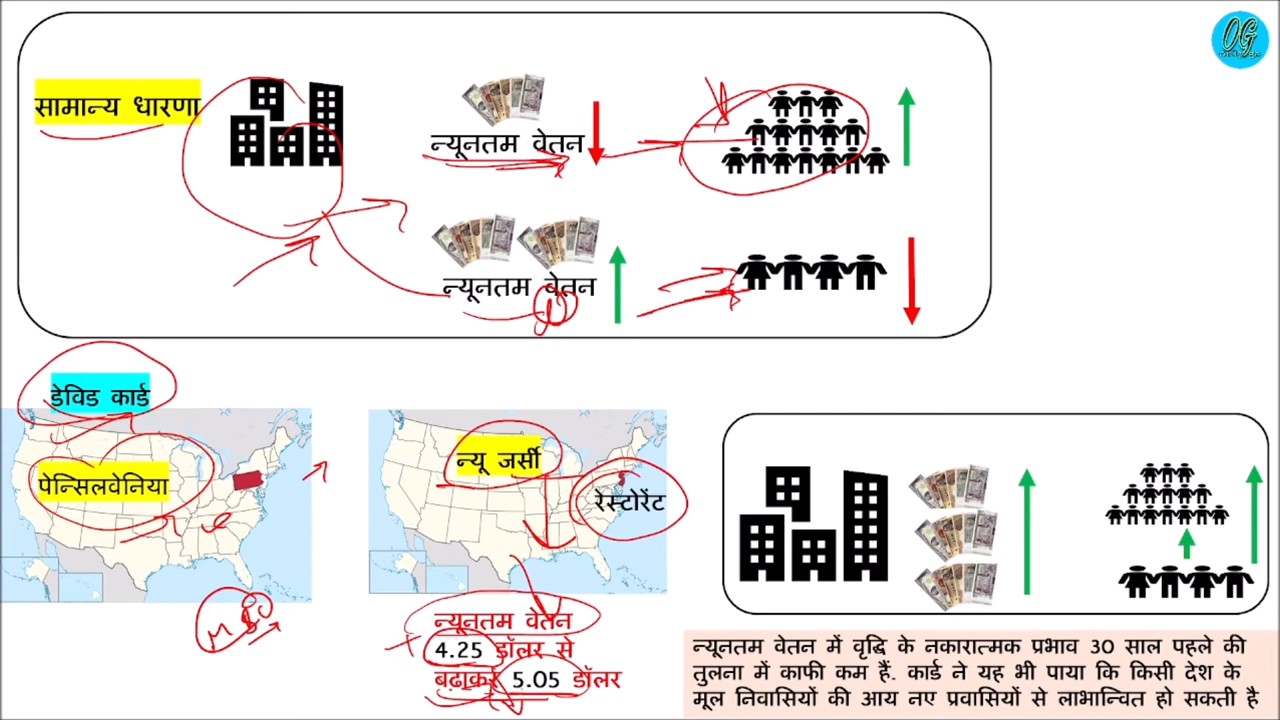 OG
सामान्य धारणा
न्यूनतम वेतन
न्यूनतम वेतन
डेविड कार्ड
पेन्सिलवेनिया
न्यू जर्सी
रेस्टोरेंट
न्यूनतम वेतन
4.25 डॉलर से
बढ़ाकर 5.05 डॉलर
न्यूनतम वेतन में वृद्धि के नकारात्मक प्रभाव 30 साल पहले की
तुलना में काफी कम हैं. कार्ड ने यह भी पाया कि किसी देश के
मूल निवासियों की आय नए प्रवासियों से लाभान्वित हो सकती है